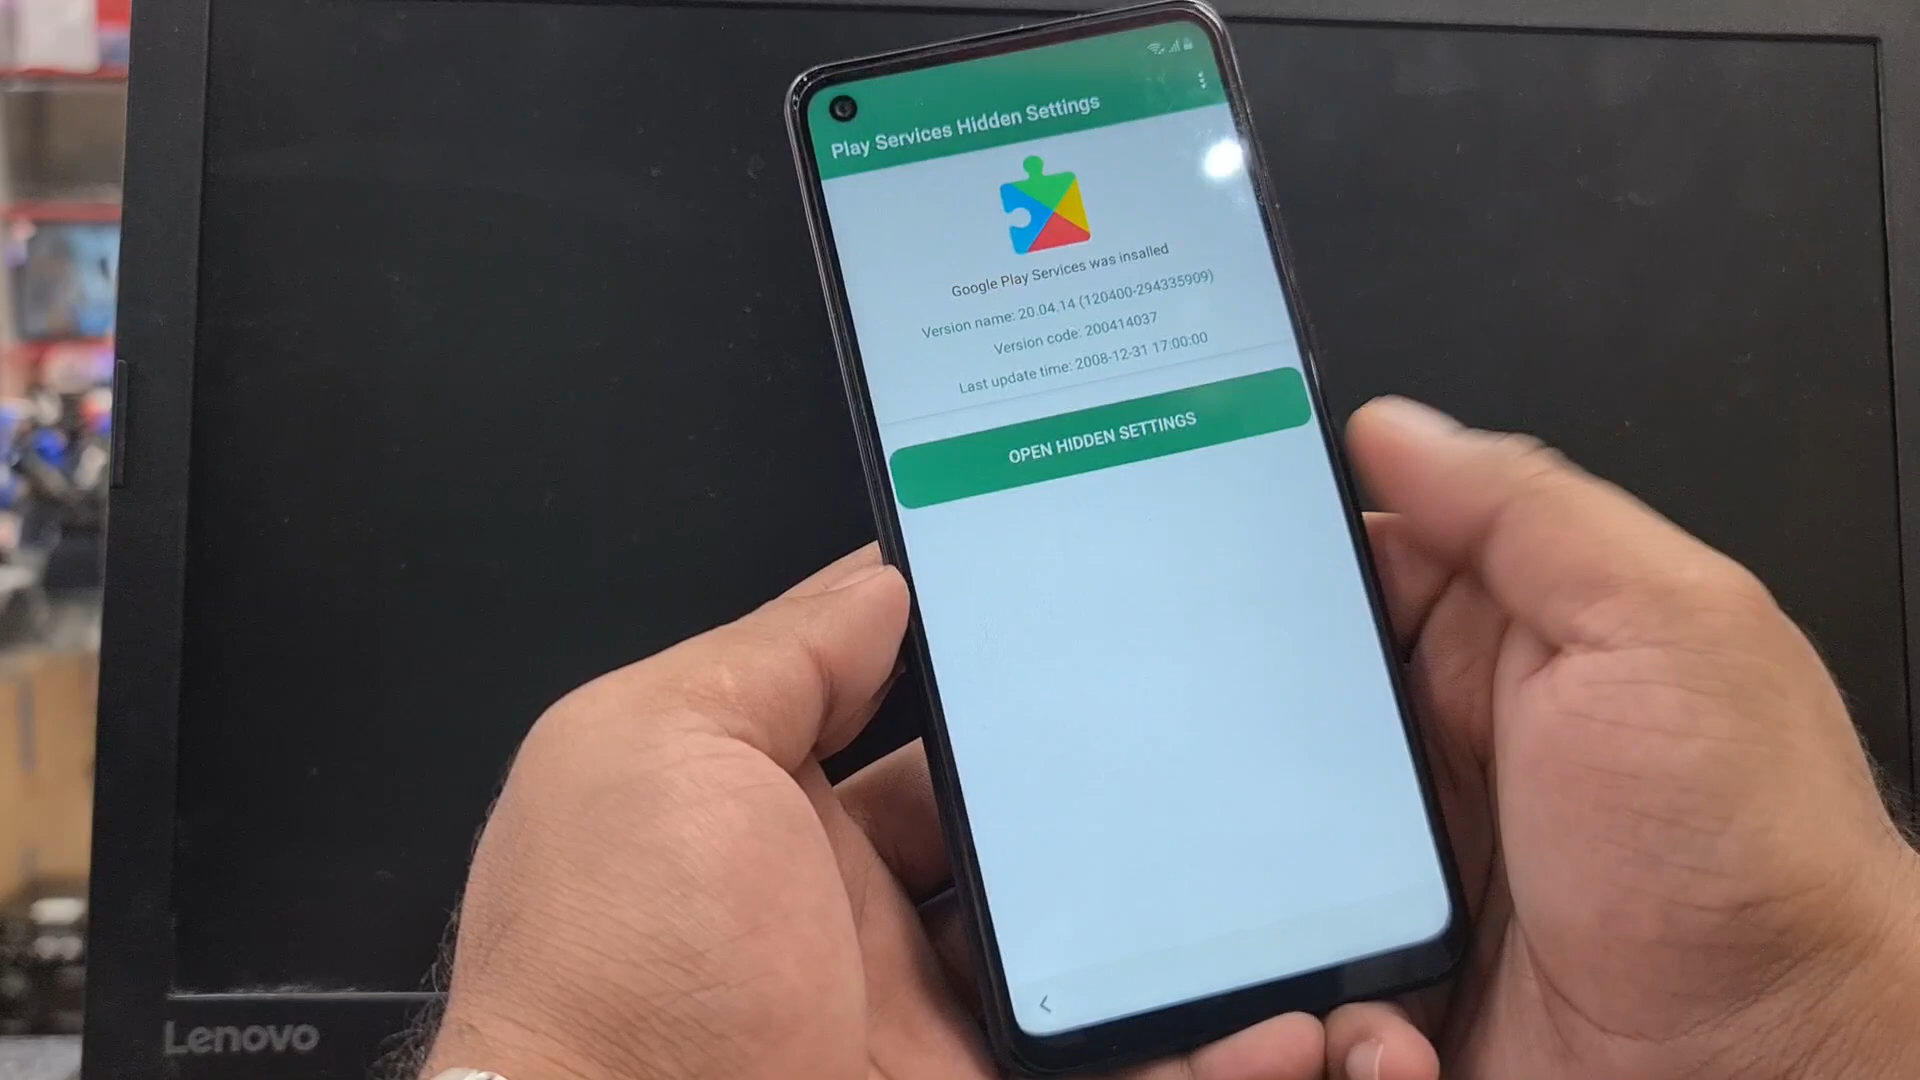 Play Services Hidden Settings
Google Play Services was insalled
Version name: 20.04.14 (120400-294335909)
Version code: 200414037
Last update time: 2008-12-31 17:00:00
OPEN HIDDEN SETTINGS
Lenovo